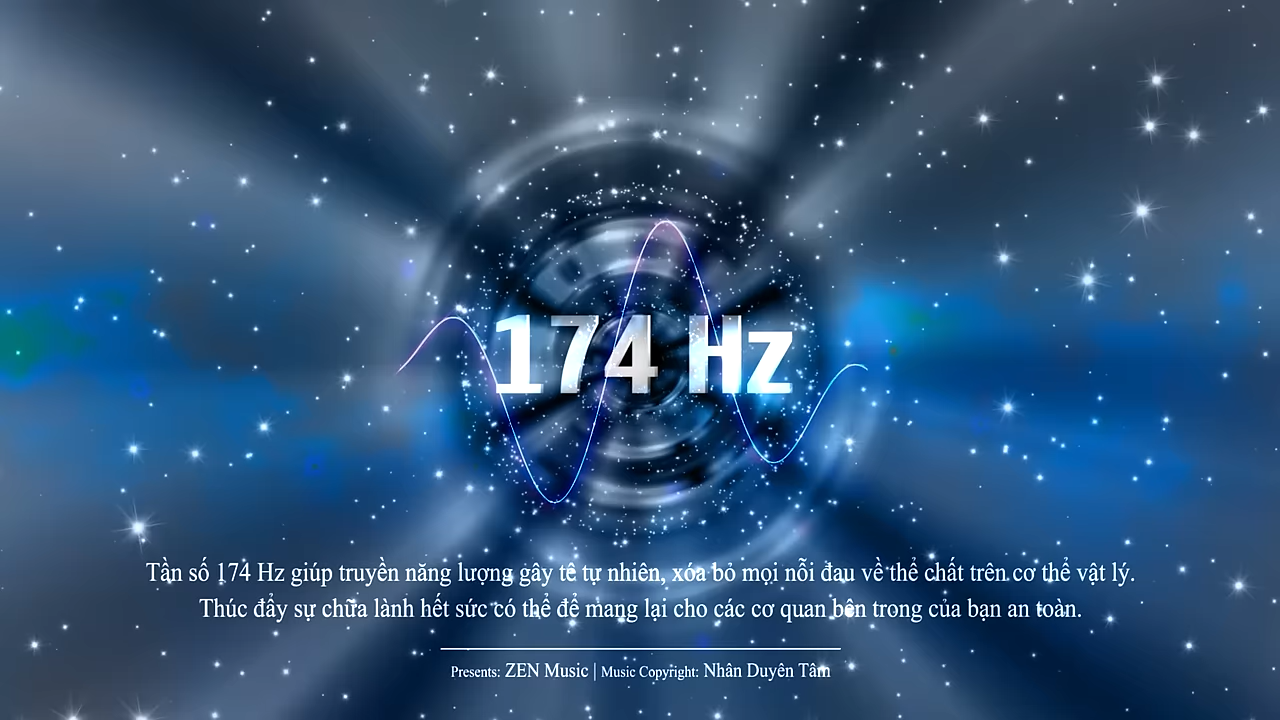 174 Hz
Tần số 174 Hz giúp truyền năng lượng gây tê tự nhiên, xóa bỏ mọi nỗi đau về thể chất trên cơ thể vật lý.
Thúc đẩy sự chữa lành hết sức có thể để mang lại cho các cơ quan bên trong của bạn an toàn.
Presents: ZEN Music | Music Copyright: Nhân Duyên Tâm